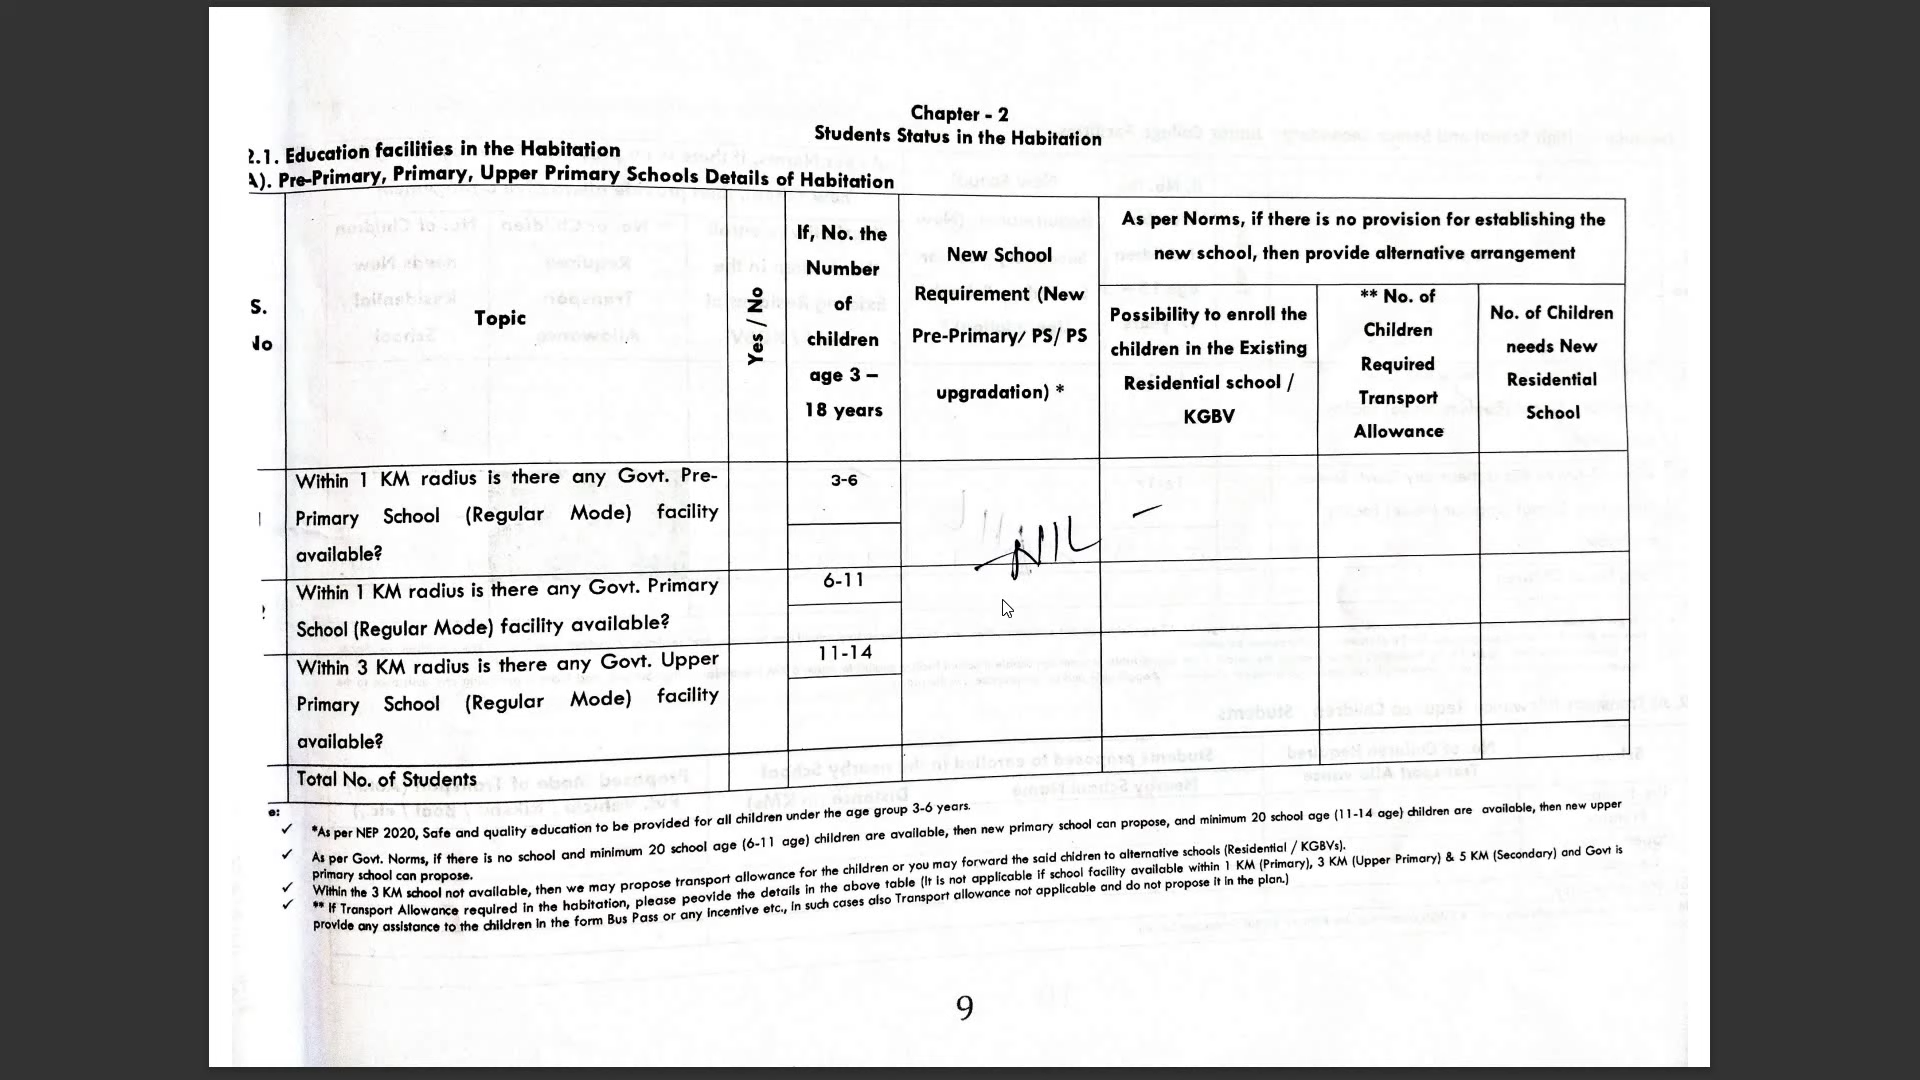 Chapter - 2
Students Status in the Habitation
2.1. Education facilities in the Habitation
A). Pre-Primary, Primary, Upper Primary Schools Details of Habitation
S.
No
Topic
Yes / No
If, No. the
Number
of
children
age 3 –
18 years
New School
Requirement (New
Pre-Primary/ PS/ PS
upgradation) *
As per Norms, if there is no provision for establishing the
new school, then provide alternative arrangement
Possibility to enroll the
children in the Existing
Residential school /
KGBV
** No. of
Children
Required
Transport
Allowance
No. of Children
needs New
Residential
School
Within 1 KM radius is there any Govt. Pre-
Primary School (Regular Mode) facility
available?
3-6
NIL
–
Within 1 KM radius is there any Govt. Primary
School (Regular Mode) facility available?
6-11
Within 3 KM radius is there any Govt. Upper
Primary School (Regular Mode) facility
available?
11-14
Total No. of Students
e:
✓ *As per NEP 2020, Safe and quality education to be provided for all children under the age group 3-6 years.
✓ As per Govt. Norms, if there is no school and minimum 20 school age (6-11 age) children are available, then new primary school can propose, and minimum 20 school age (11-14 age) children are available, then new upper
primary school can propose.
✓ Within the 3 KM school not available, then we may propose transport allowance for the children or you may forward the said chidren to alternative schools (Residential / KGBVs).
✓ ** If Transport Allowance required in the habitation, please peovide the details in the above table (It is not applicable if school facility available within 1 KM (Primary), 3 KM (Upper Primary) & 5 KM (Secondary) and Govt is
provide any assistance to the children in the form Bus Pass or any incentive etc., in such cases also Transport allowance not applicable and do not propose it in the plan.)
9